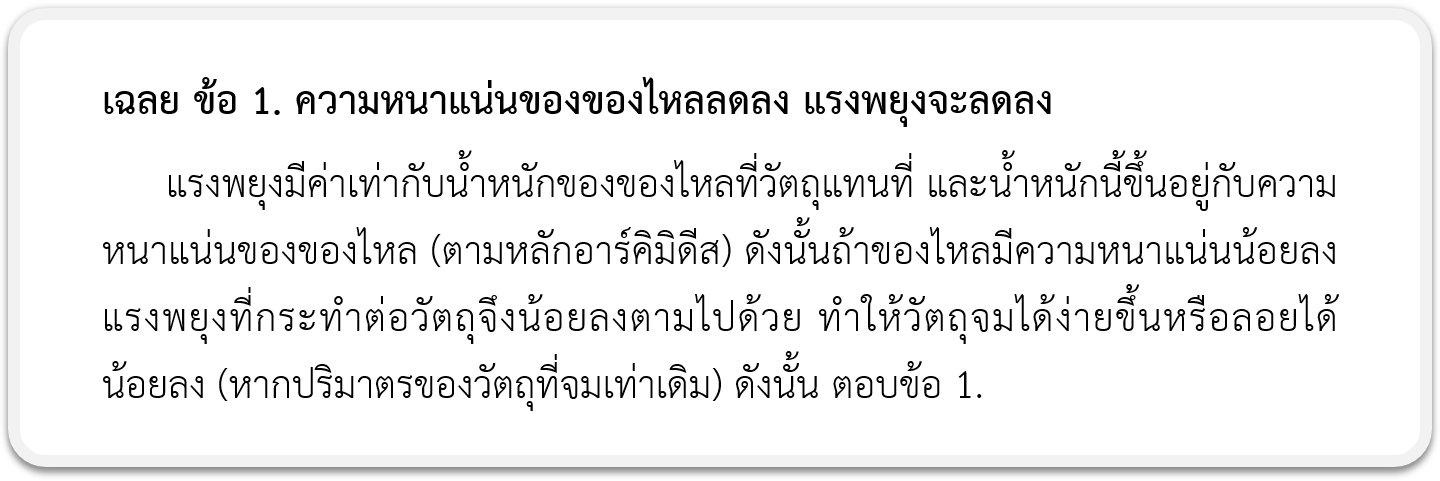 เฉลย ข้อ 1. ความหนาแน่นของของไหลลดลง แรงพยุงจะลดลง
แรงพยุงมีค่าเท่ากับน้ำหนักของของไหลที่วัตถุแทนที่ และน้ำหนักนี้ขึ้นอยู่กับความ
หนาแน่นของของไหล (ตามหลักอาร์คิมิดีส) ดังนั้นถ้าของไหลมีความหนาแน่นน้อยลง
แรงพยุงที่กระทำต่อวัตถุจึงน้อยลงตามไปด้วย ทำให้วัตถุจมได้ง่ายขึ้นหรือลอยได้
น้อยลง (หากปริมาตรของวัตถุที่จมเท่าเดิม) ดังนั้น ตอบข้อ 1.